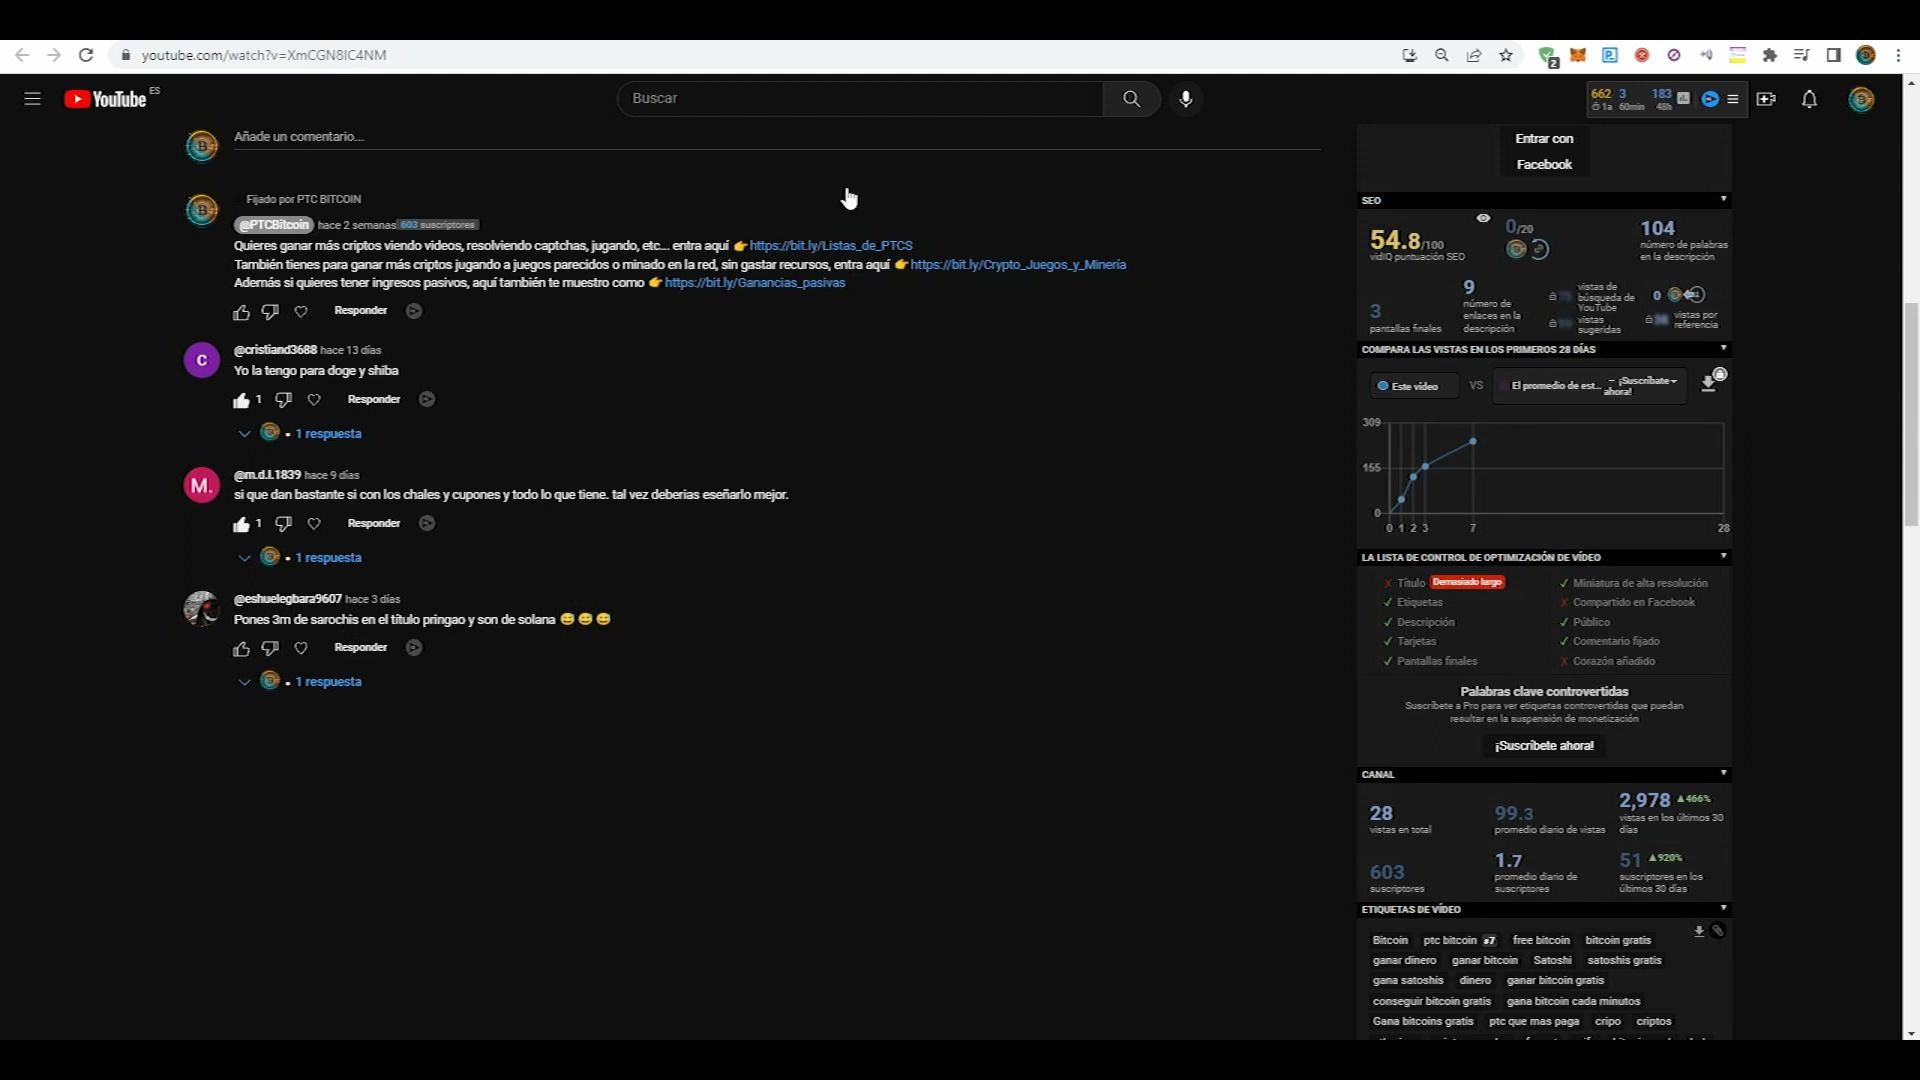 youtube.com/watch?v=XmCGN8IC4NM
2
YouTube ES
Buscar
662 3 183
1a 60min 48h
Añade un comentario...
Fijado por PTC BITCOIN
@PTCBitcoin hace 2 semanas 603 suscriptores
Quieres ganar más criptos viendo videos, resolviendo captchas, jugando, etc... entra aquí 👉 https://bit.ly/Listas_de_PTCS
También tienes para ganar más criptos jugando a juegos parecidos o minado en la red, sin gastar recursos, entra aquí 👉 https://bit.ly/Crypto_Juegos_y_Minería
Además si quieres tener ingresos pasivos, aquí también te muestro como 👉 https://bit.ly/Ganancias_pasivas
Responder
C
@cristiand3688 hace 13 días
Yo la tengo para doge y shiba
1 Responder
• 1 respuesta
M.
@m.d.l.1839 hace 9 días
si que dan bastante si con los chales y cupones y todo lo que tiene. tal vez deberias eseñarlo mejor.
1 Responder
• 1 respuesta
@eshuelegbara9607 hace 3 días
Pones 3m de sarochis en el título pringao y son de solana 😅😅😅
Responder
• 1 respuesta
Entrar con
Facebook
SEO
54.8/100
vidIQ puntuación SEO
0/20
104
número de palabras
en la descripción
3
pantallas finales
9
número de
enlaces en la
descripción
vistas de
búsqueda de
YouTube
vistas
sugeridas
0
vistas por
referencia
COMPARA LAS VISTAS EN LOS PRIMEROS 28 DÍAS
Este vídeo VS El promedio de est... – ¡Suscríbate
ahora!
309
155
0
0 1 2 3 7 28
LA LISTA DE CONTROL DE OPTIMIZACIÓN DE VÍDEO
X Título Demasiado largo
✓ Miniatura de alta resolución
✓ Etiquetas
X Compartido en Facebook
✓ Descripción
✓ Público
✓ Tarjetas
✓ Comentario fijado
✓ Pantallas finales
X Corazón añadido
Palabras clave controvertidas
Suscríbete a Pro para ver etiquetas controvertidas que puedan
resultar en la suspensión de monetización
¡Suscríbete ahora!
CANAL
28
vistas en total
99.3
promedio diario de vistas
2,978 ▲466%
vistas en los últimos 30
días
603
suscriptores
1.7
promedio diario de
suscriptores
51 ▲920%
suscriptores en los
últimos 30 días
ETIQUETAS DE VÍDEO
Bitcoin ptc bitcoin #7 free bitcoin bitcoin gratis
ganar dinero ganar bitcoin Satoshi satoshis gratis
gana satoshis dinero ganar bitcoin gratis
conseguir bitcoin gratis gana bitcoin cada minutos
Gana bitcoins gratis ptc que mas paga cripo criptos